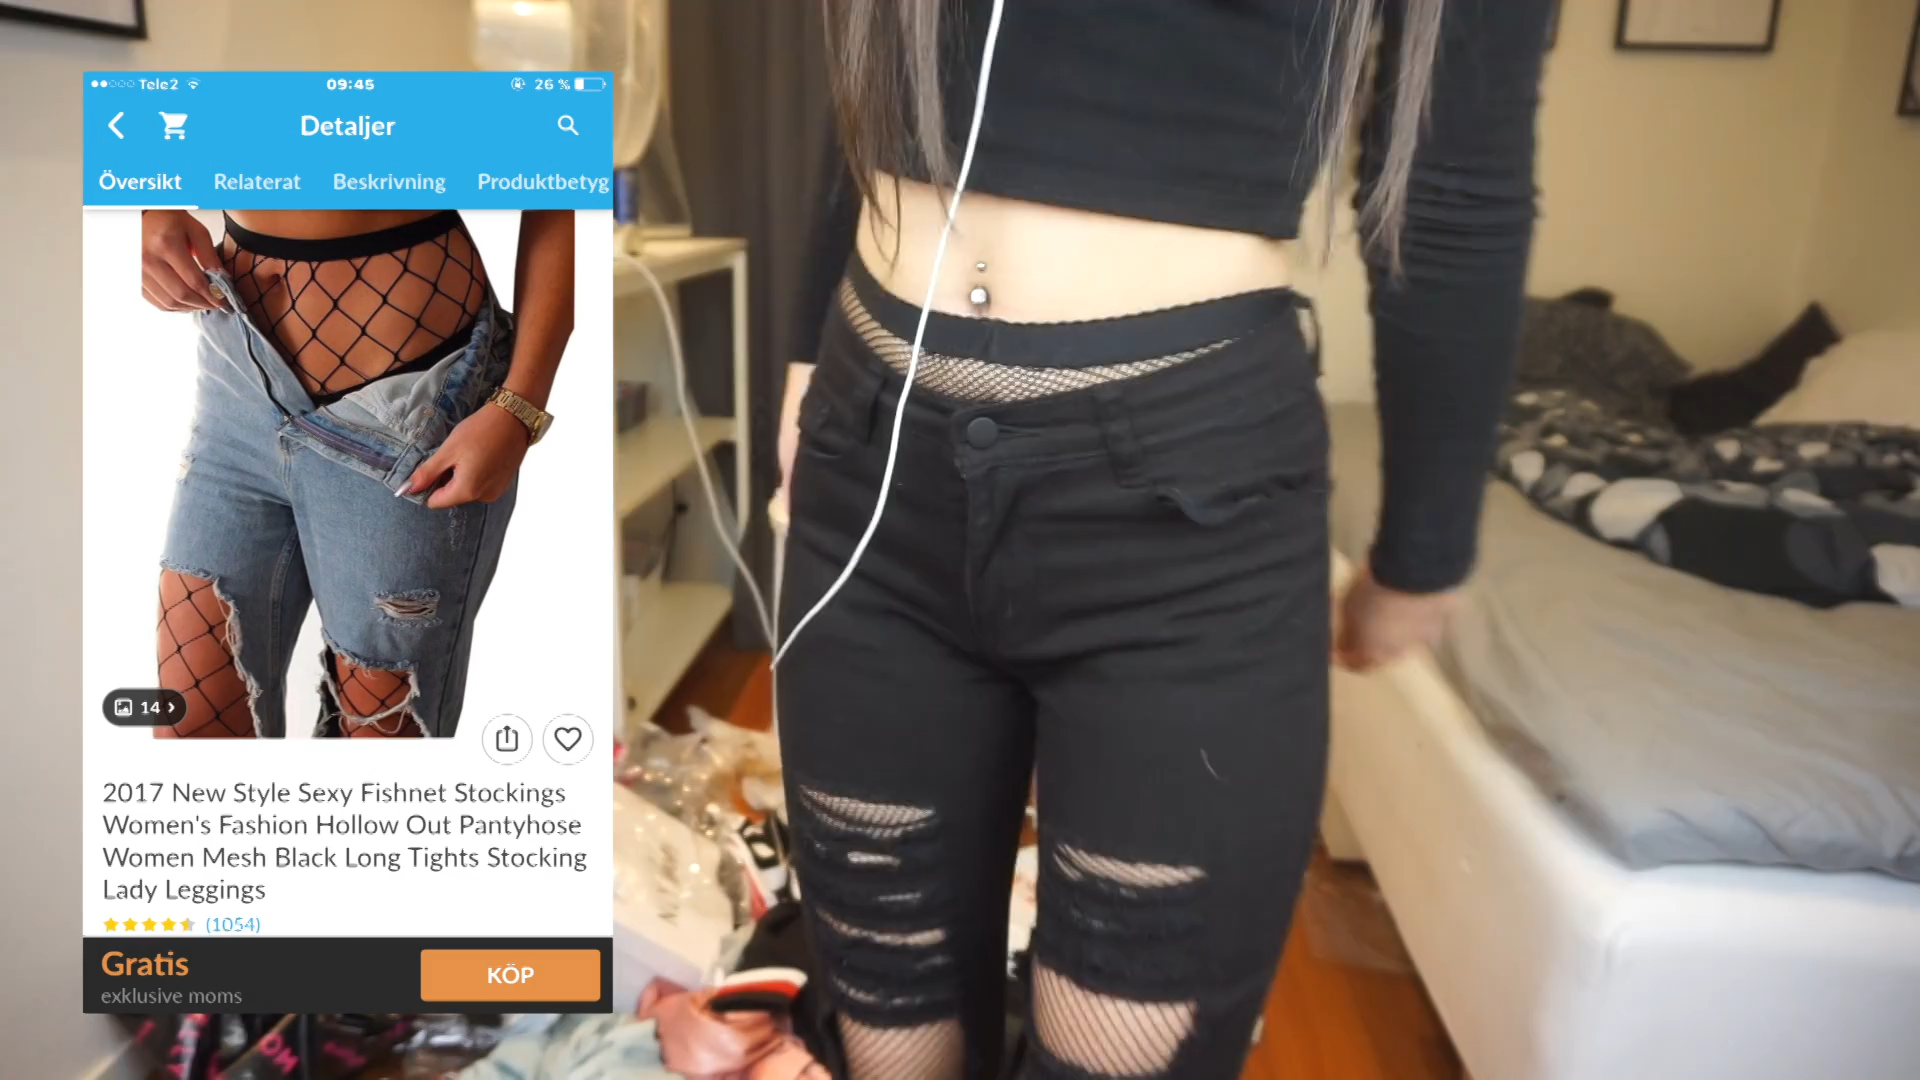 Tele2 09:45 26 %
Detaljer
Översikt Relaterat Beskrivning Produktbetyg
14
2017 New Style Sexy Fishnet Stockings
Women's Fashion Hollow Out Pantyhose
Women Mesh Black Long Tights Stocking
Lady Leggings
(1054)
Gratis
exklusive moms
KÖP